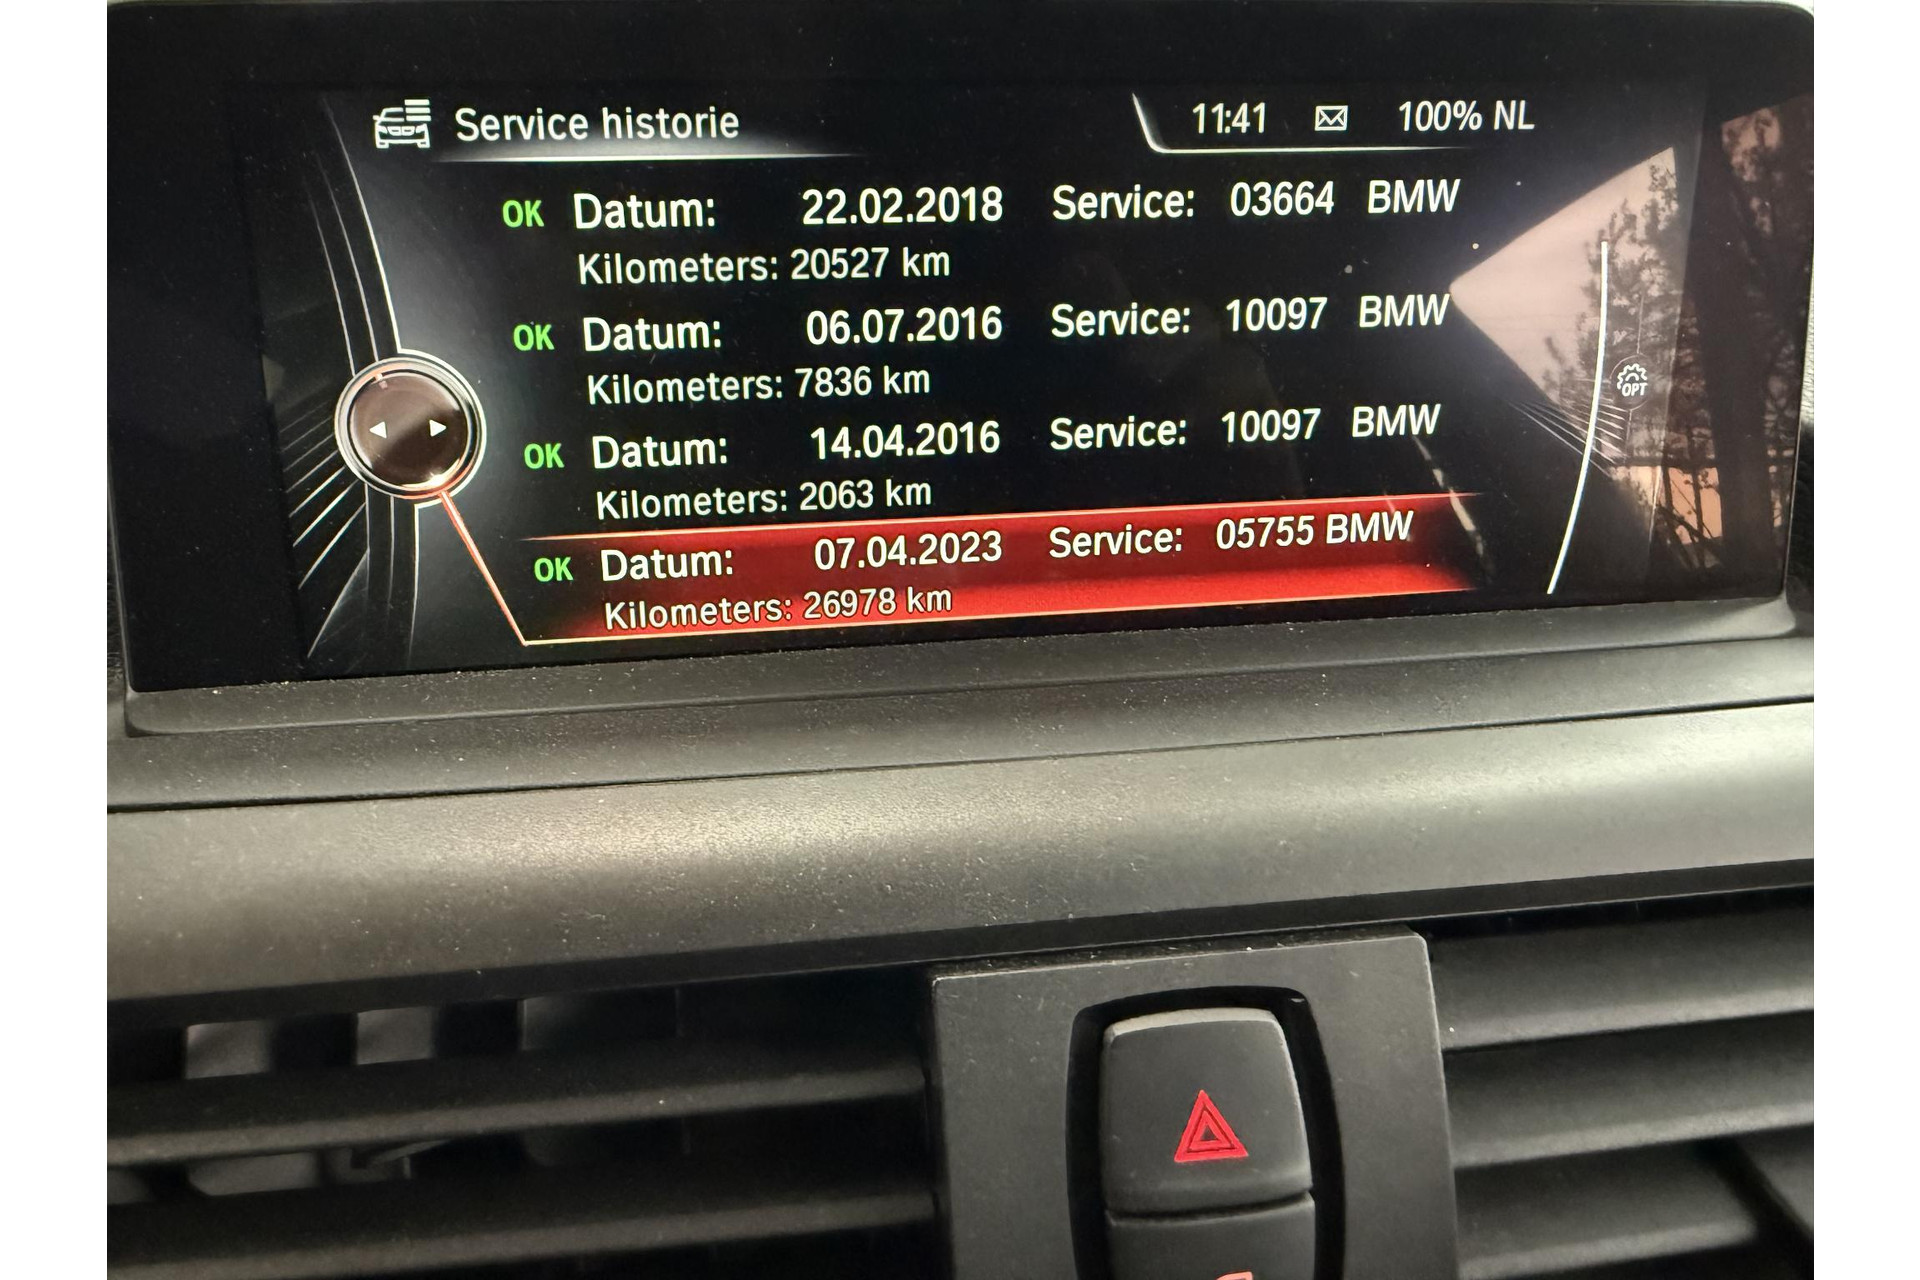 Service historie
11:41 100% NL
OK Datum: 22.02.2018 Service: 03664 BMW
Kilometers: 20527 km
OK Datum: 06.07.2016 Service: 10097 BMW
Kilometers: 7836 km
OK Datum: 14.04.2016 Service: 10097 BMW
Kilometers: 2063 km
OK Datum: 07.04.2023 Service: 05755 BMW
Kilometers: 26978 km
OPT